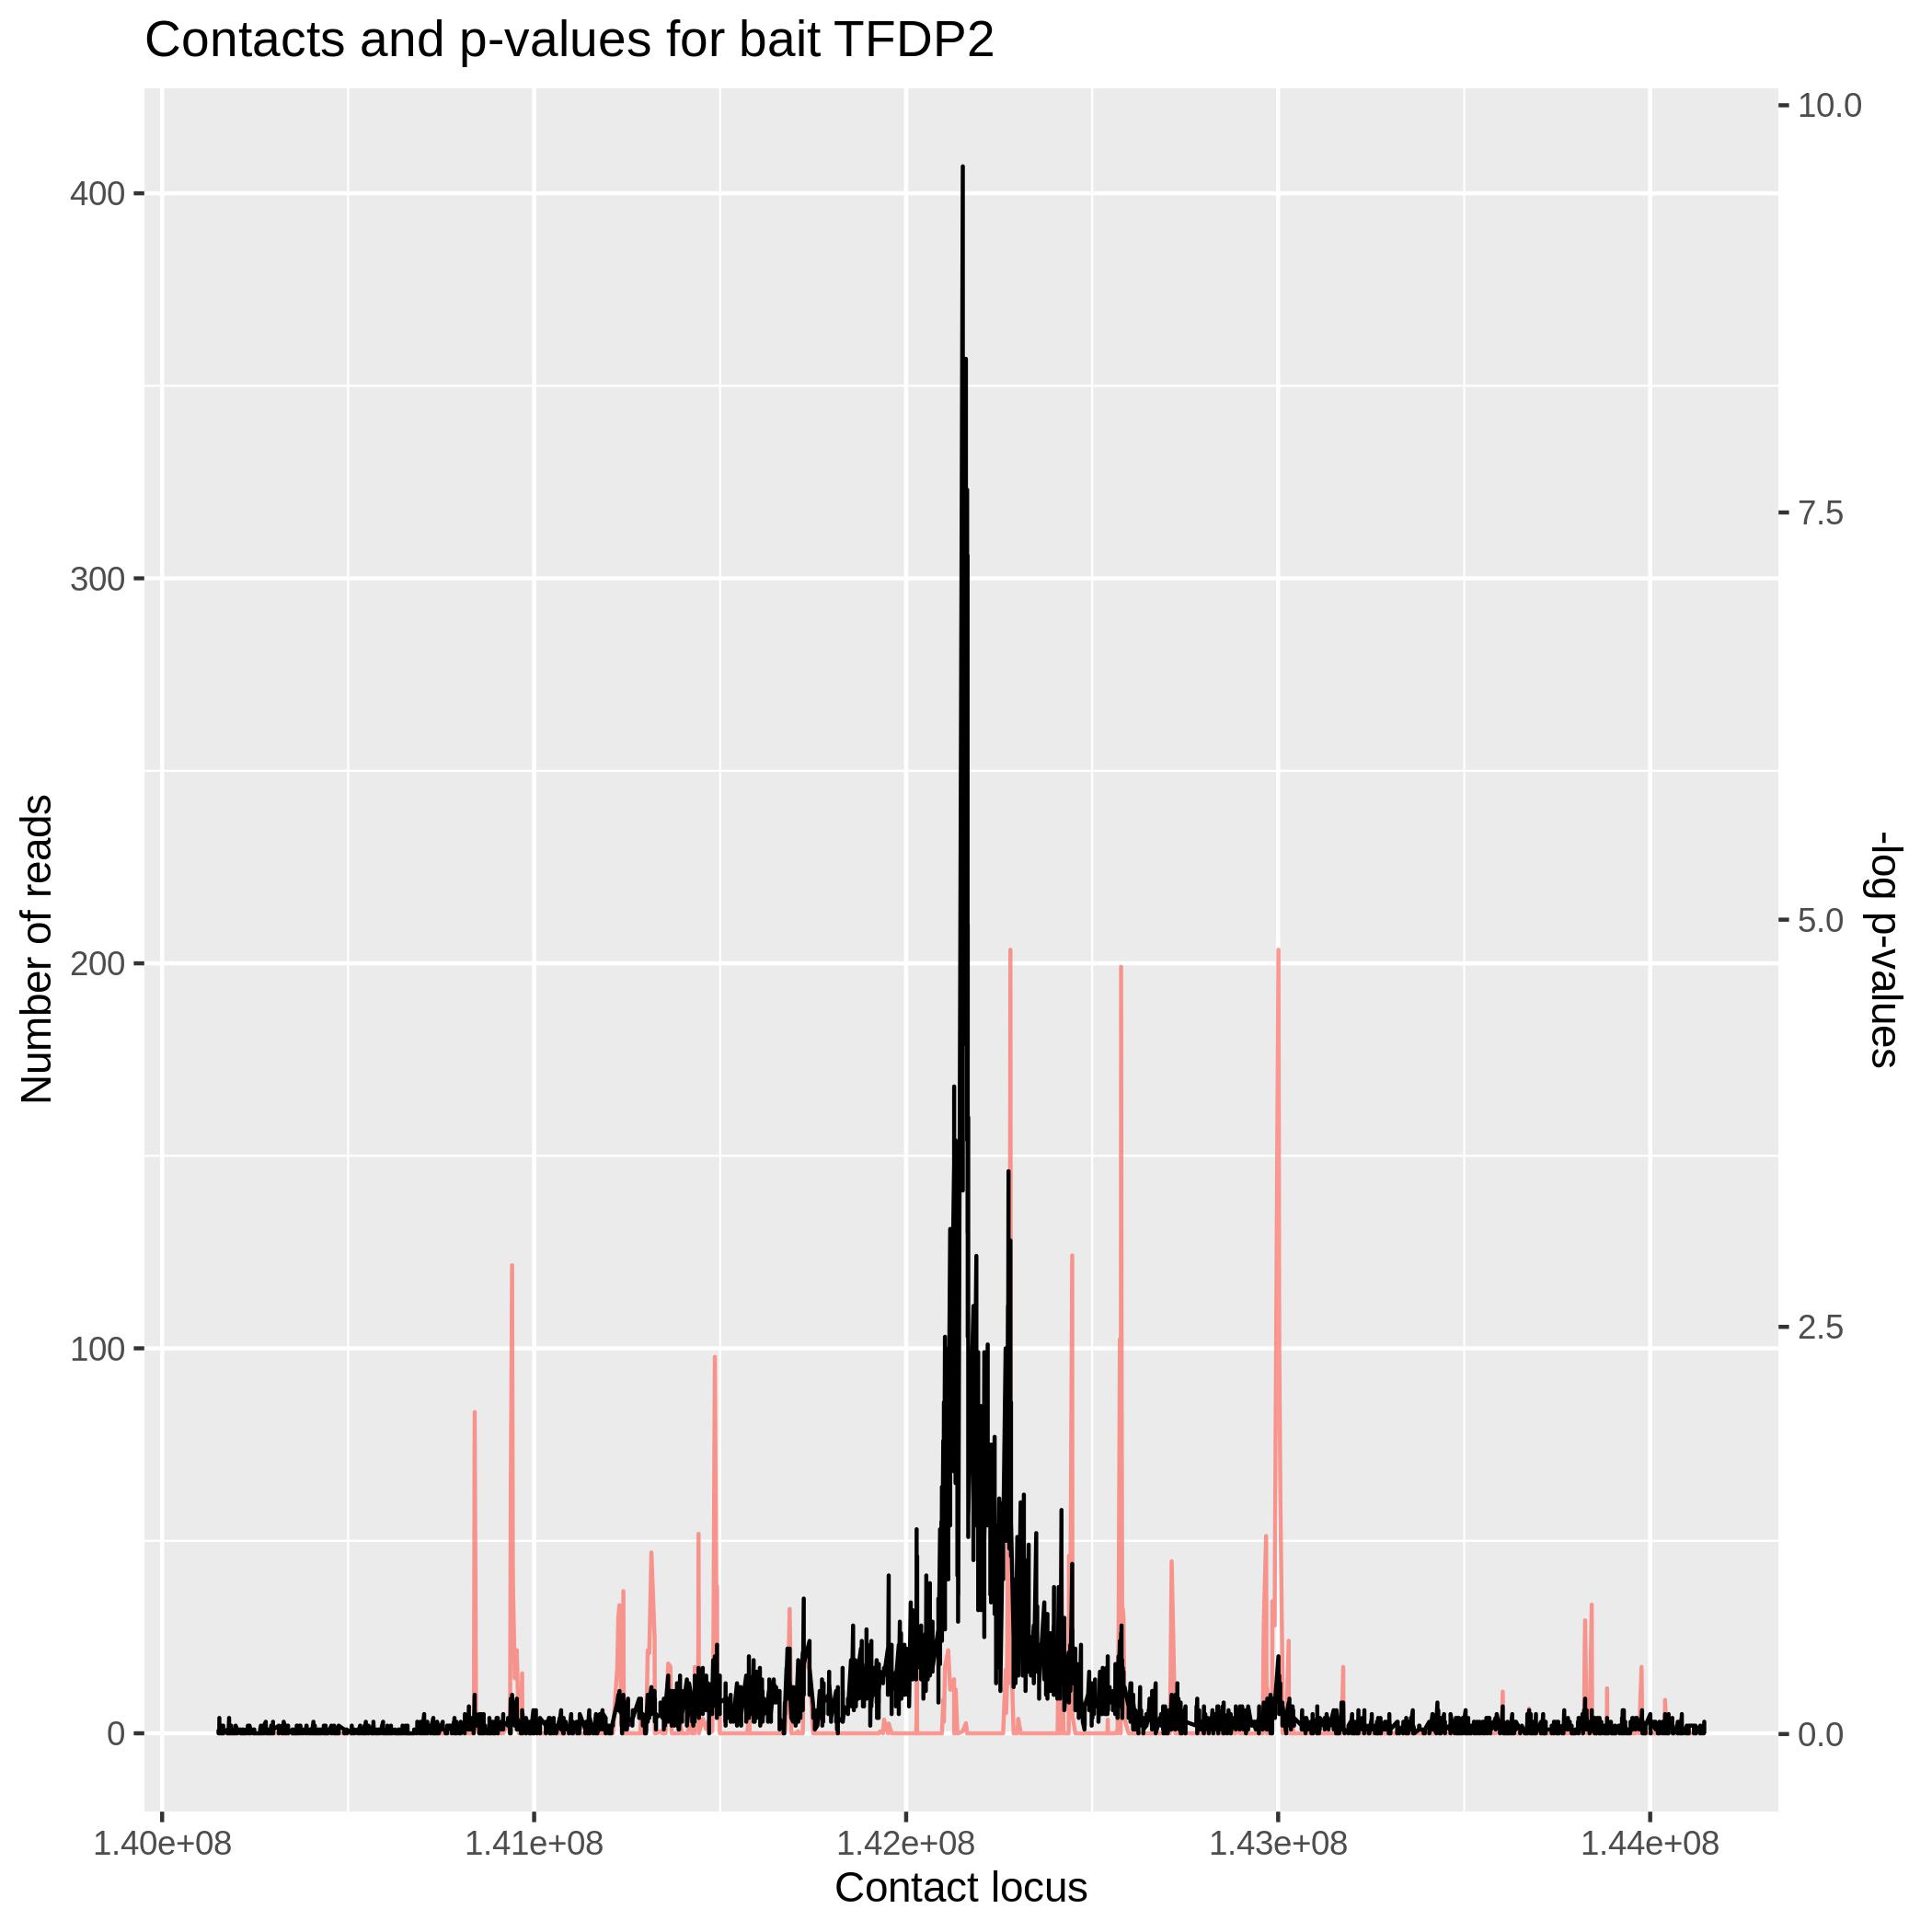 Contacts and p-values for bait TFDP2
400
300
200
100
0
Number of reads
10.0
7.5
5.0
2.5
0.0
-log p-values
1.40e+08
1.41e+08
1.42e+08
1.43e+08
1.44e+08
Contact locus